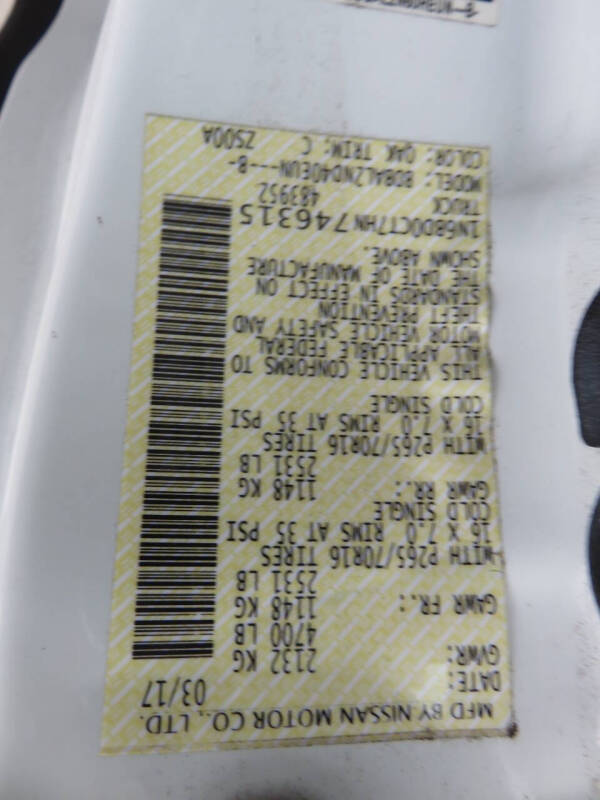 MFD BY NISSAN MOTOR CO., LTD.
DATE: 03/17
GVWR: 2132 KG
4700 LB
GAWR FR.: 1148 KG
2531 LB
WITH P265/70R16 TIRES
16 X 7.0 RIMS AT 35 PSI
COLD SINGLE
GAWR RR.: 1148 KG
2531 LB
WITH P265/70R16 TIRES
16 X 7.0 RIMS AT 35 PSI
COLD SINGLE
THIS VEHICLE CONFORMS TO
ALL APPLICABLE FEDERAL
MOTOR VEHICLE SAFETY AND
THEFT PREVENTION
STANDARDS IN EFFECT ON
THE DATE OF MANUFACTURE
SHOWN ABOVE.
1N6BD0CT7HN746315
TRUCK 483952
MODEL: BDBALZND40EUN---B-
COLOR: QAK TRIM: C
ZS00A